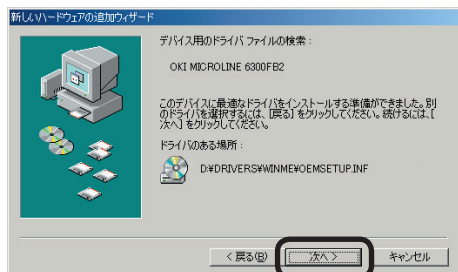 新しいハードウェアの追加ウィザード
デバイス用のドライバ ファイルの検索 :
OKI MICROLINE 6300FB2
このデバイスに最適なドライバをインストールする準備ができました。別
のドライバを選択するには、[戻る] をクリックしてください。続けるには、[
次へ] をクリックしてください。
ドライバのある場所 :
D:¥DRIVERS¥WINME¥OEMSETUP.INF
< 戻る(B)
次へ >
キャンセル